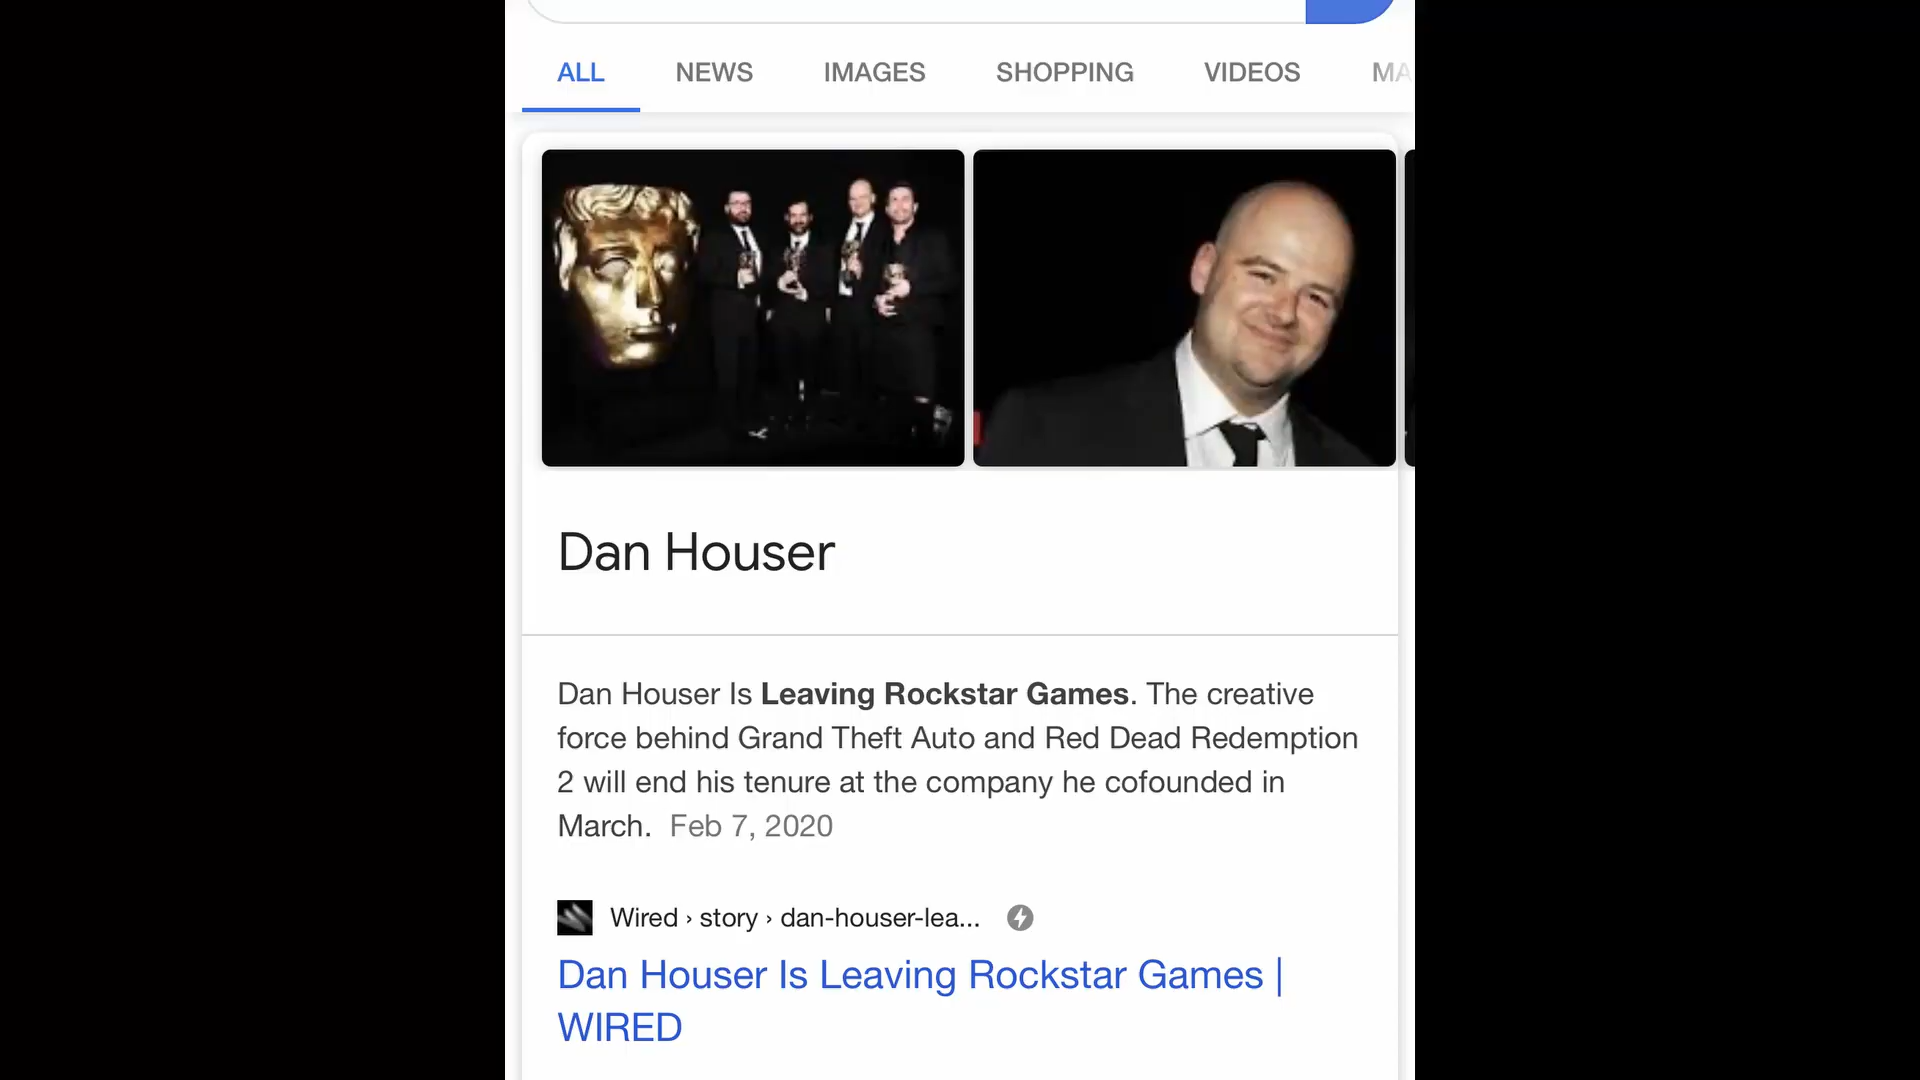 ALL NEWS IMAGES SHOPPING VIDEOS MA
Dan Houser
Dan Houser Is Leaving Rockstar Games. The creative
force behind Grand Theft Auto and Red Dead Redemption
2 will end his tenure at the company he cofounded in
March. Feb 7, 2020
Wired › story › dan-houser-lea...
Dan Houser Is Leaving Rockstar Games |
WIRED